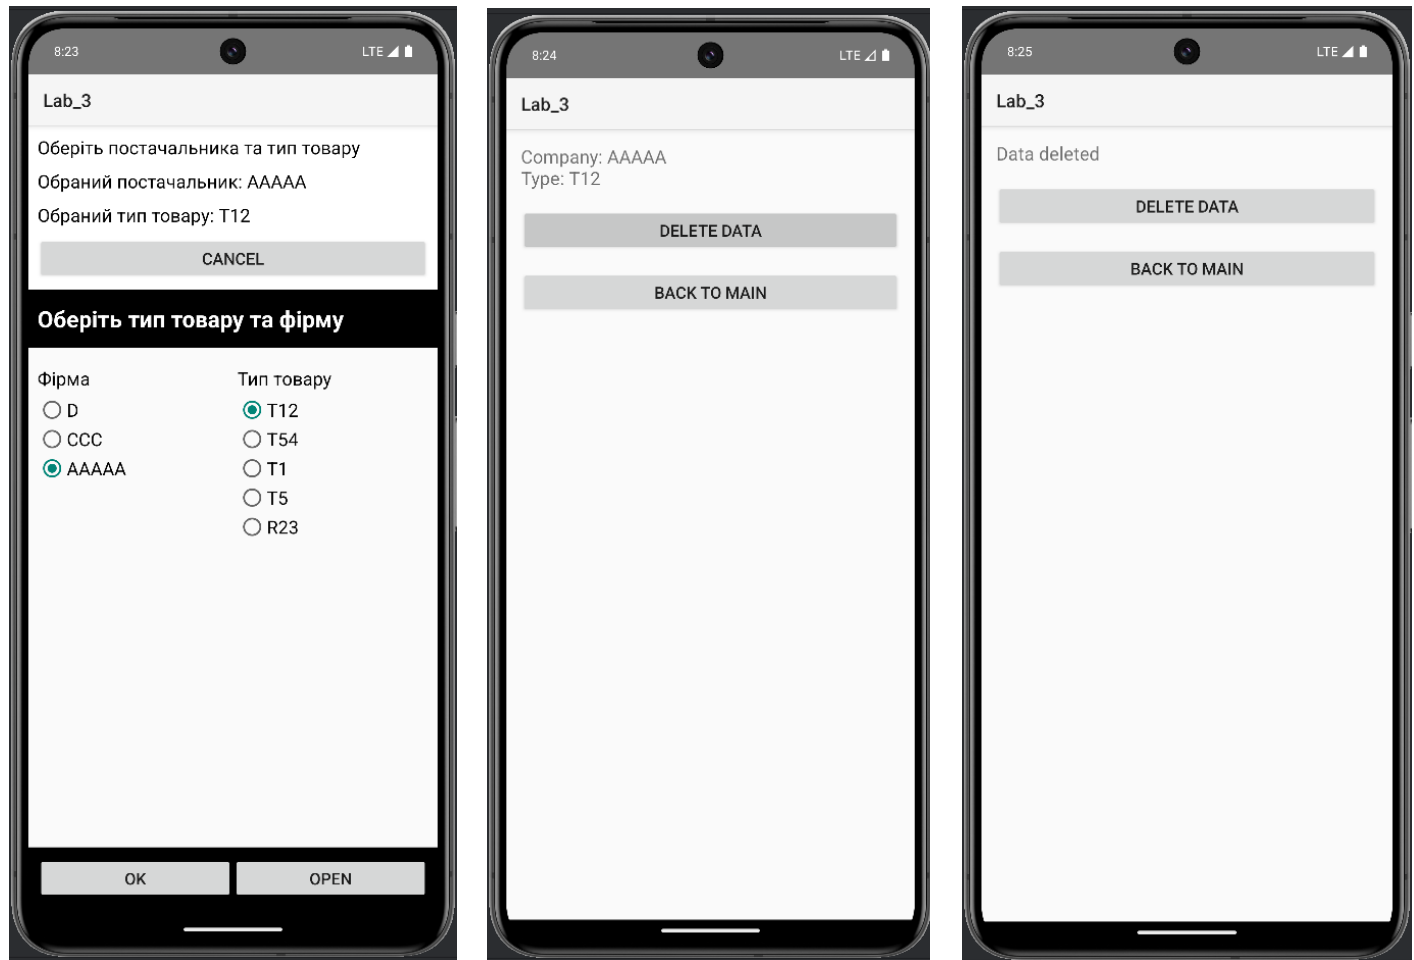 8:23
LTE
Lab_3
Оберіть постачальника та тип товару
Обраний постачальник: AAAAA
Обраний тип товару: T12
CANCEL
Оберіть тип товару та фірму
Фірма
D
CCC
AAAAA
Тип товару
T12
T54
T1
T5
R23
OK
OPEN
8:24
LTE
Lab_3
Company: AAAAA
Type: T12
DELETE DATA
BACK TO MAIN
8:25
LTE
Lab_3
Data deleted
DELETE DATA
BACK TO MAIN